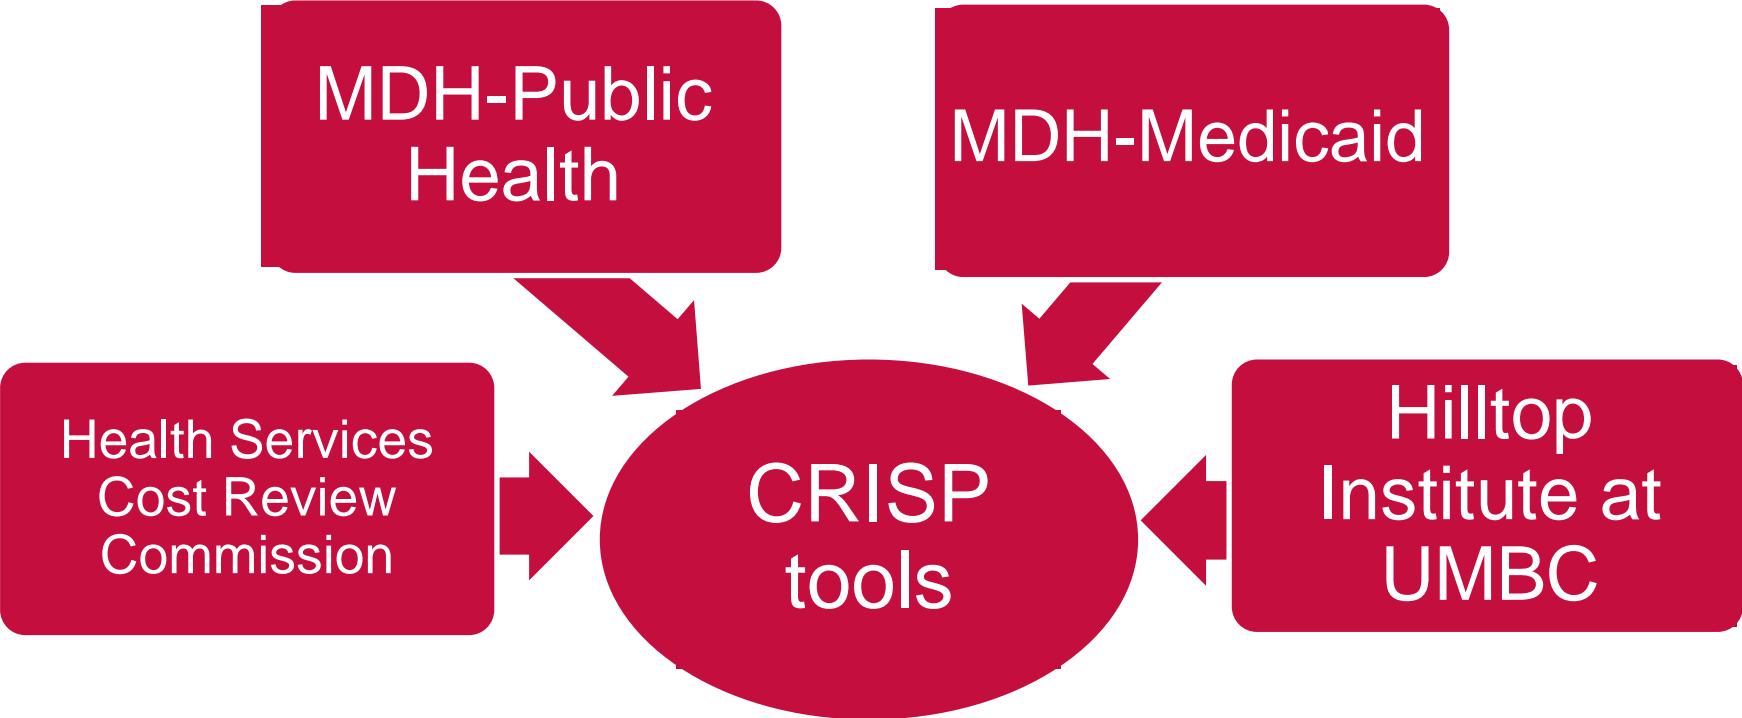 MDH-Public
Health
MDH-Medicaid
Health Services
Cost Review
Commission
CRISP
tools
Hilltop
Institute at
UMBC